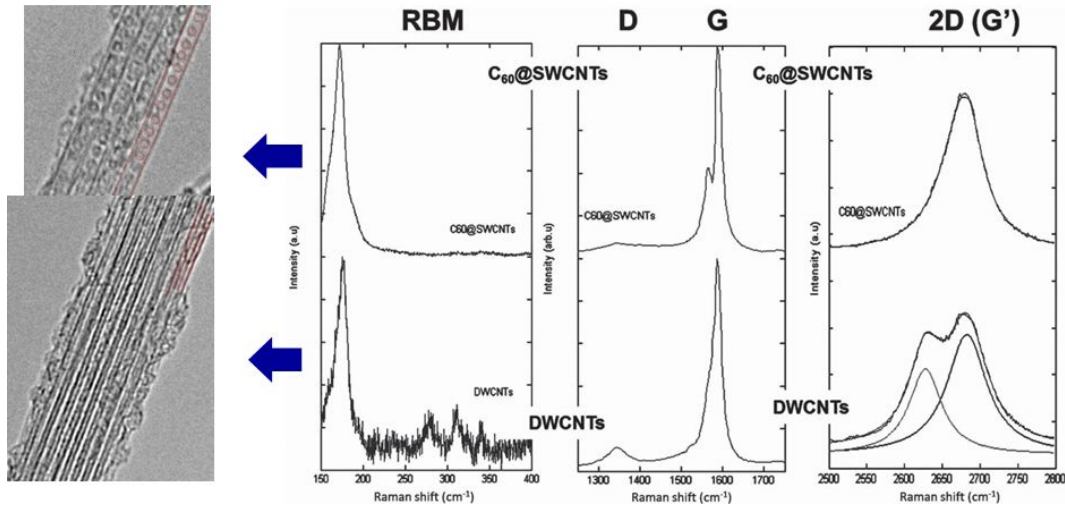 RBM
D
G
2D (G’)
C60@SWCNTs
C60@SWCNTs
C60@SWCNTs
C60@SWCNTs
C60@SWCNTs
Intensity (a.u)
Intensity (arb.u)
Intensity (a.u)
DWCNTs
DWCNTs
DWCNTs
150 200 250 300 350 400
1300 1400 1500 1600 1700
2500 2550 2600 2650 2700 2750 2800
Raman shift (cm-1)
Raman shift (cm-1)
Raman shift (cm-1)